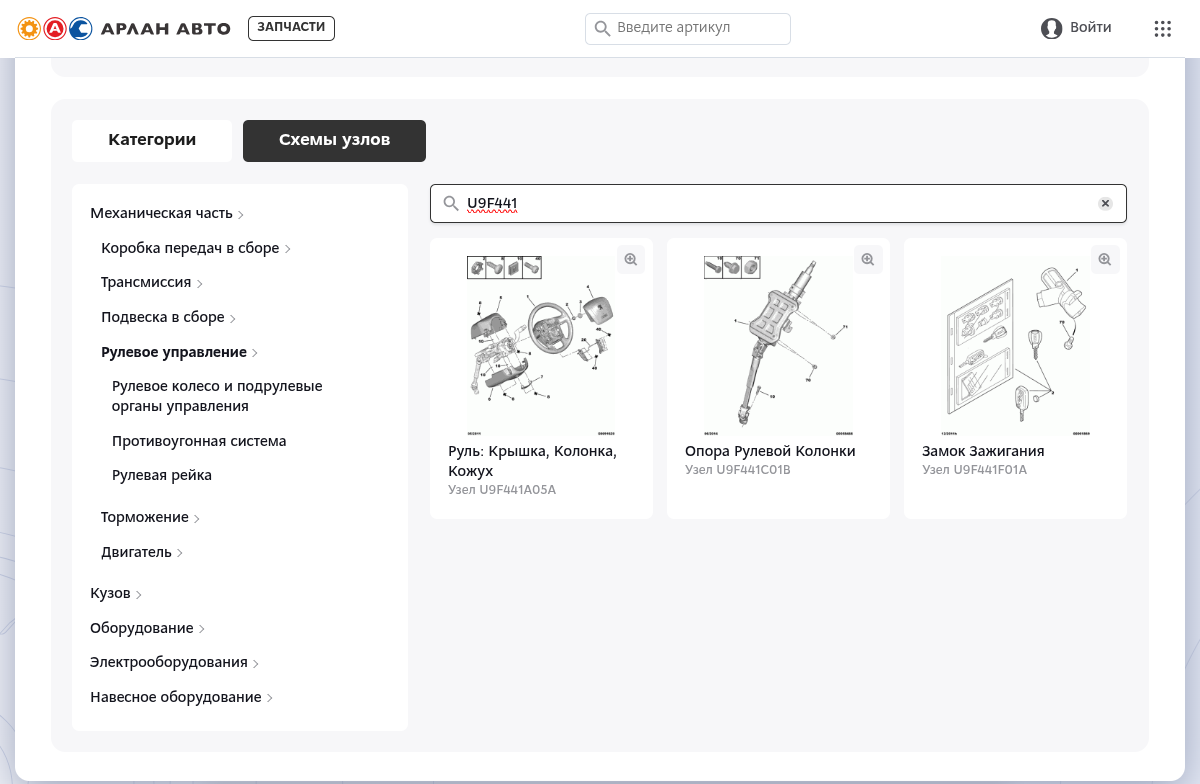 АРЛАН АВТО
ЗАПЧАСТИ
Введите артикул
Войти
Категории
Схемы узлов
Механическая часть
Коробка передач в сборе
Трансмиссия
Подвеска в сборе
Рулевое управление
Рулевое колесо и подрулевые
органы управления
Противоугонная система
Рулевая рейка
Торможение
Двигатель
Кузов
Оборудование
Электрооборудования
Навесное оборудование
U9F441
Руль: Крышка, Колонка,
Кожух
Узел U9F441A05A
Опора Рулевой Колонки
Узел U9F441C01B
Замок Зажигания
Узел U9F441F01A